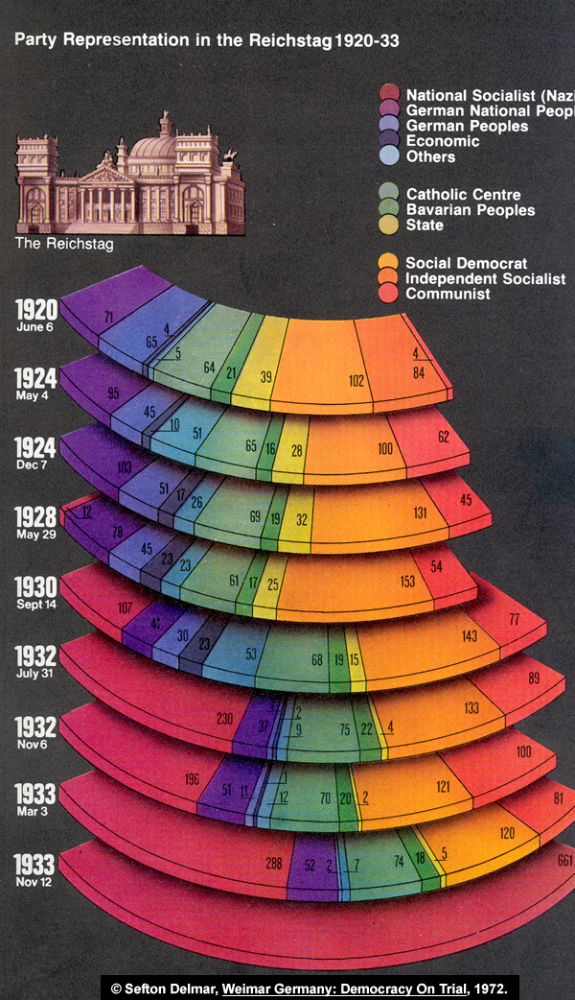 Party Representation in the Reichstag 1920-33
National Socialist (Nazi
German National Peopl
German Peoples
Economic
Others
Catholic Centre
Bavarian Peoples
State
Social Democrat
Independent Socialist
Communist
The Reichstag
1920
June 6
71 65 4 5 64 21 39 102 4 84
1924
May 4
95 45 10 51 65 16 28 100 62
1924
Dec 7
103 51 17 26 69 19 32 131 45
1928
May 29
12 78 45 23 23 61 17 25 153 54
1930
Sept 14
107 41 30 23 53 68 19 15 143 77
1932
July 31
230 37 2 9 75 22 4 133 89
1932
Nov 6
196 51 11 1 12 70 20 2 121 100
1933
Mar 3
288 52 2 7 74 18 5 120 81
1933
Nov 12
661
© Sefton Delmar, Weimar Germany: Democracy On Trial, 1972.